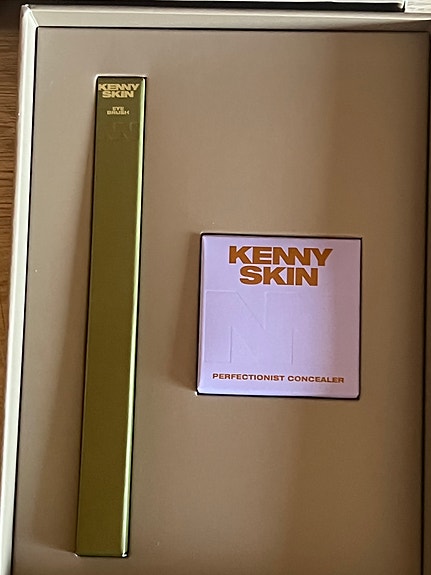 KENNY
SKIN
EYE
BRUSH
KENNY
SKIN
N
PERFECTIONIST CONCEALER